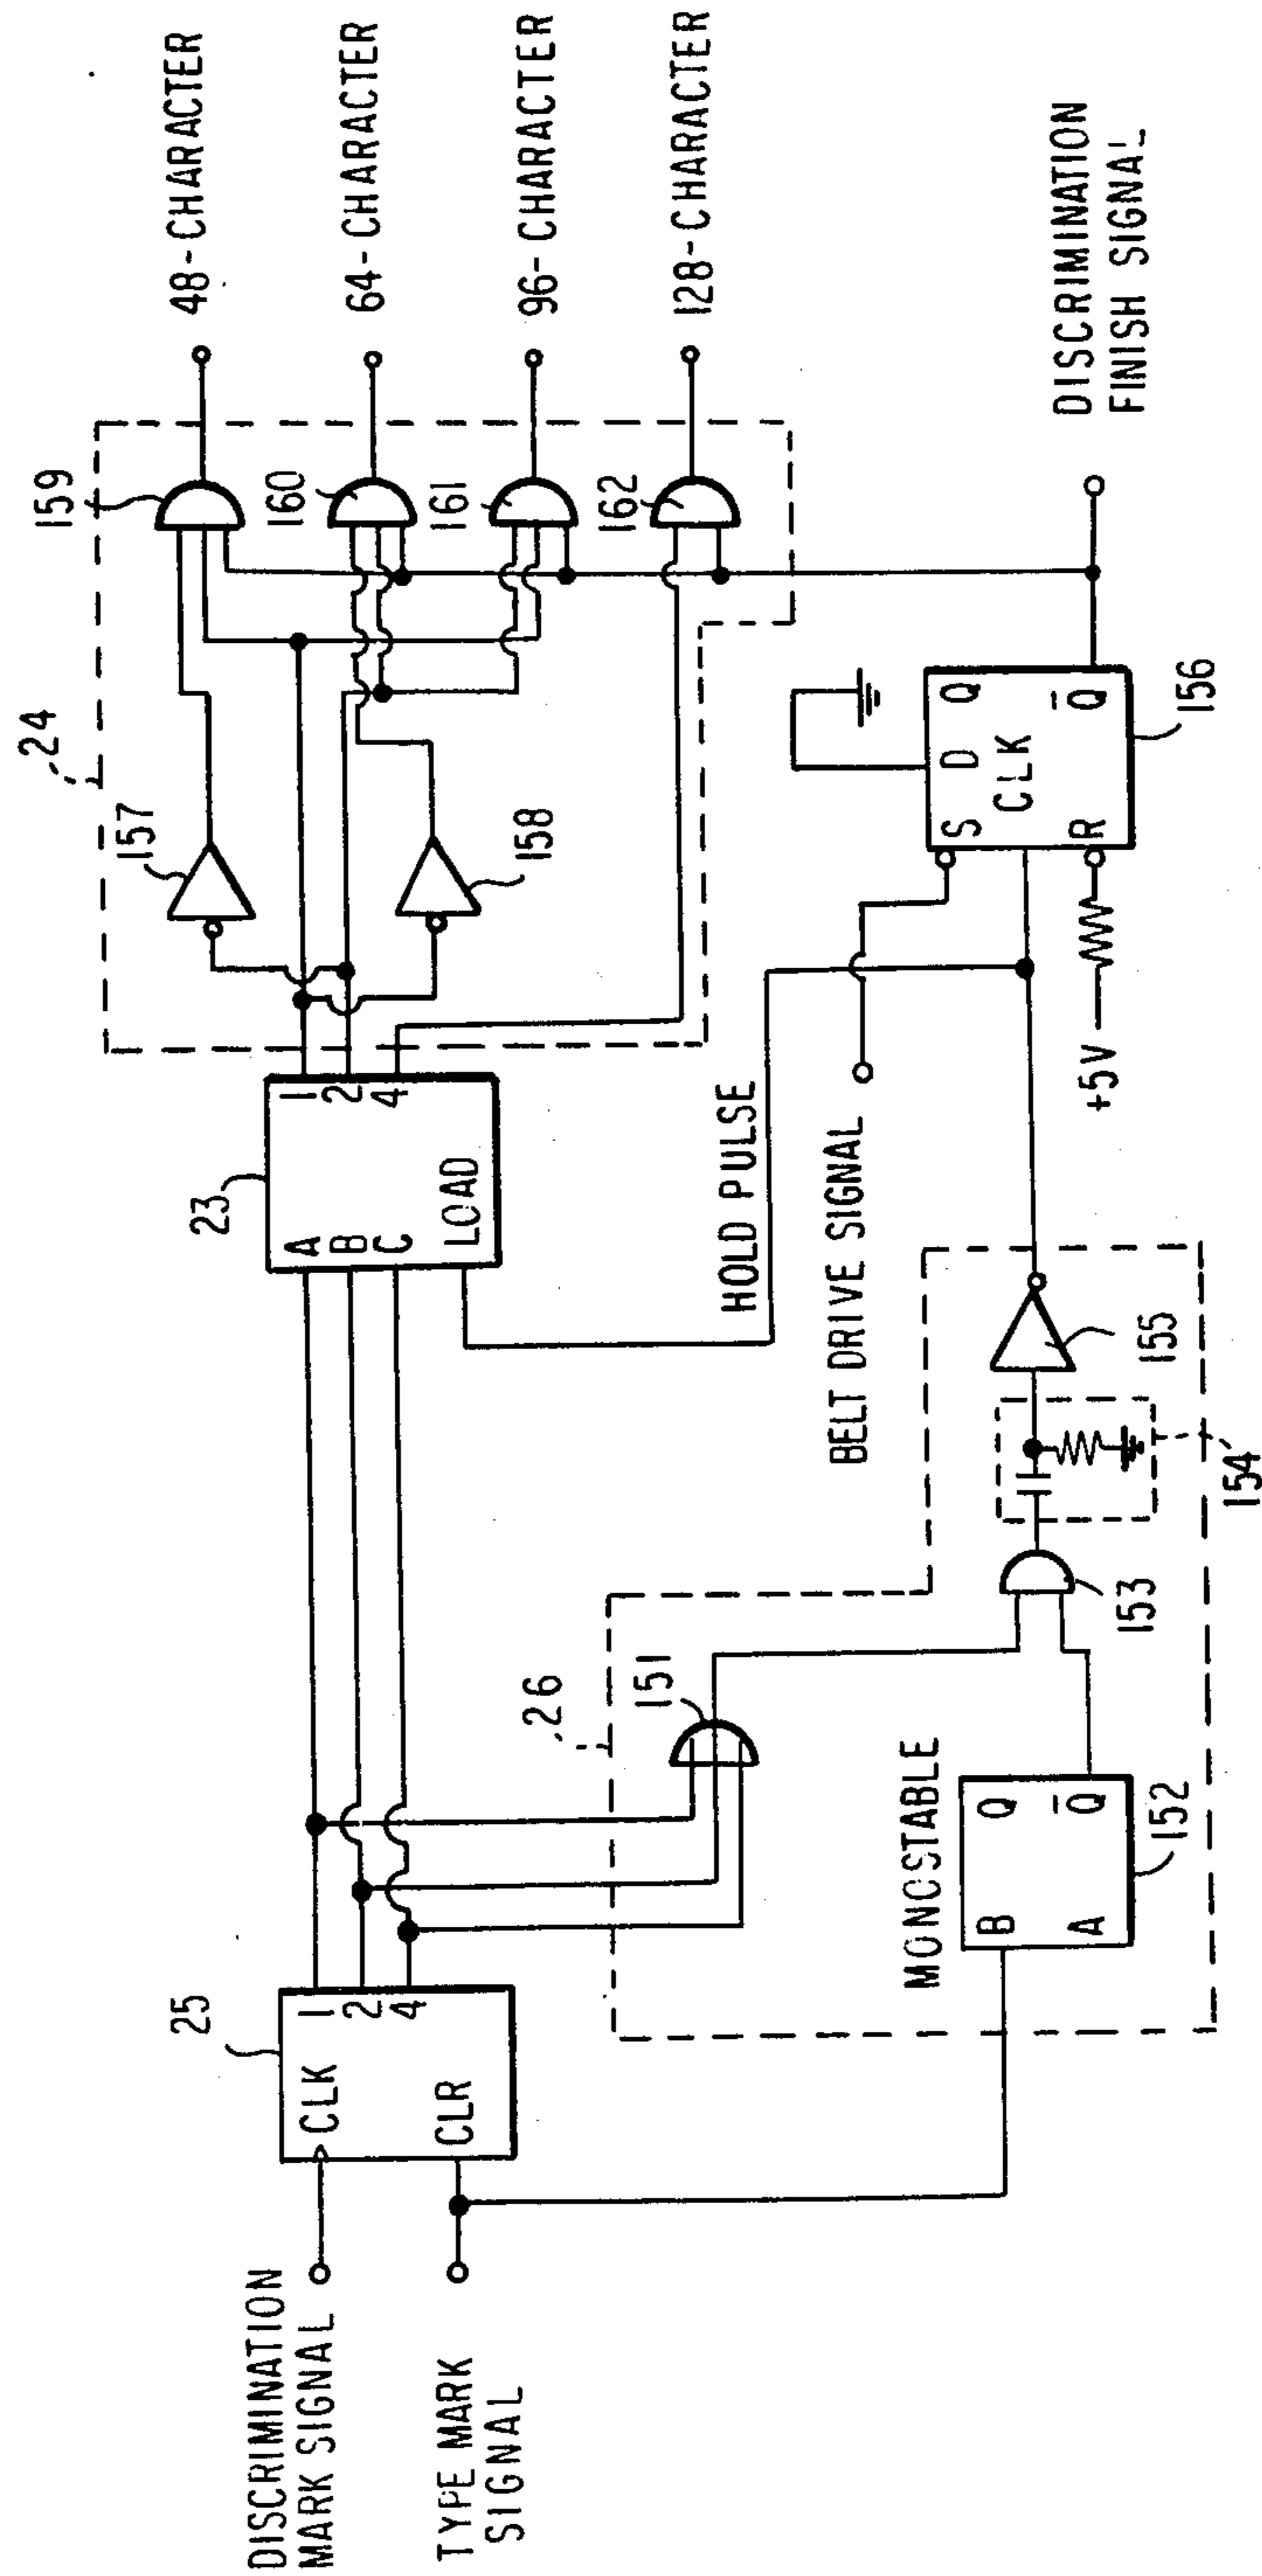 DISCRIMINATION
MARK SIGNAL
TYPE MARK
SIGNAL
25
CLK
CLR
1
2
4
26
151
MONOSTABLE
B
A
Q
Q̅
152
153
154
155
23
A
B
C
LOAD
1
2
4
HOLD PULSE
BELT DRIVE SIGNAL
+5V
S
D
Q
CLK
R
Q̅
156
24
157
158
159
160
161
162
48-CHARACTER
64-CHARACTER
96-CHARACTER
128-CHARACTER
DISCRIMINATION
FINISH SIGNAL